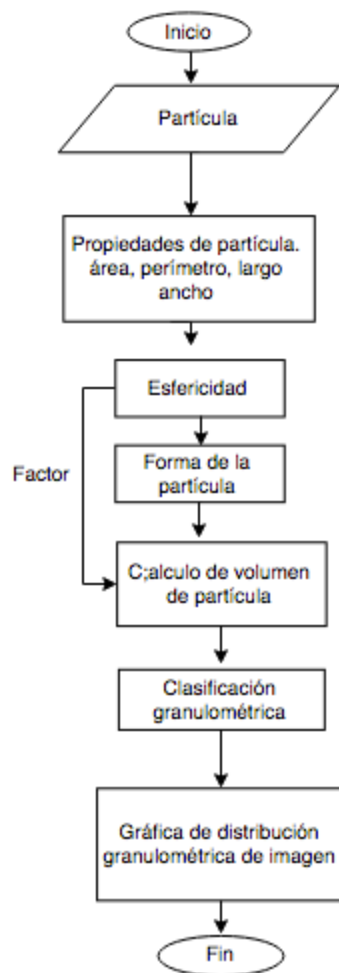 Inicio
Partícula
Propiedades de partícula.
área, perímetro, largo
ancho
Esfericidad
Factor
Forma de la
partícula
C;alculo de volumen
de partícula
Clasificación
granulométrica
Gráfica de distribución
granulométrica de imagen
Fin